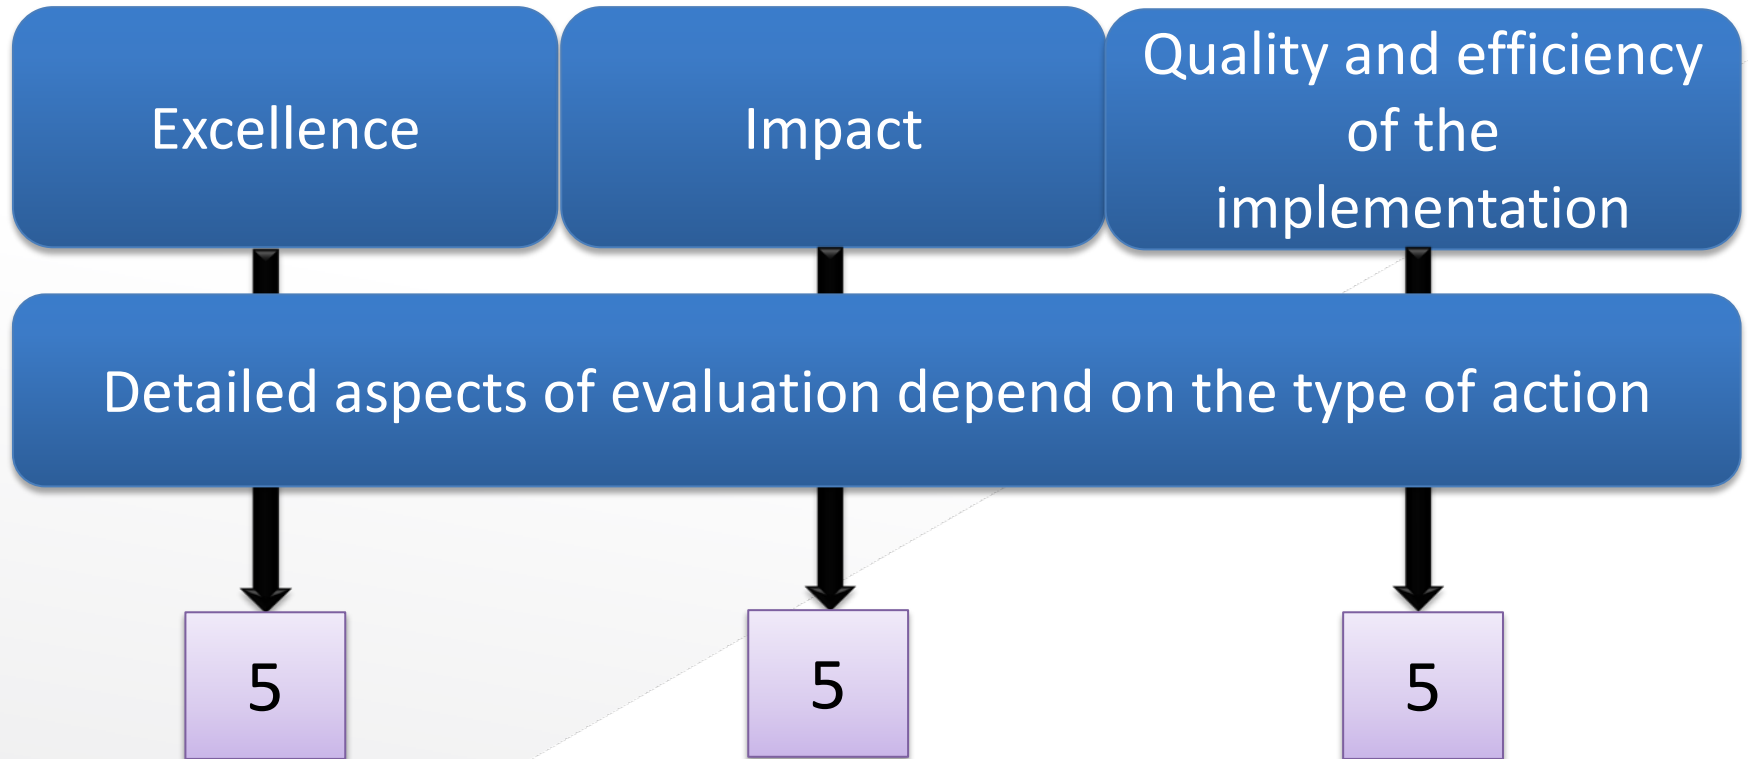 Excellence
Impact
Quality and efficiency
of the
implementation
Detailed aspects of evaluation depend on the type of action
5
5
5